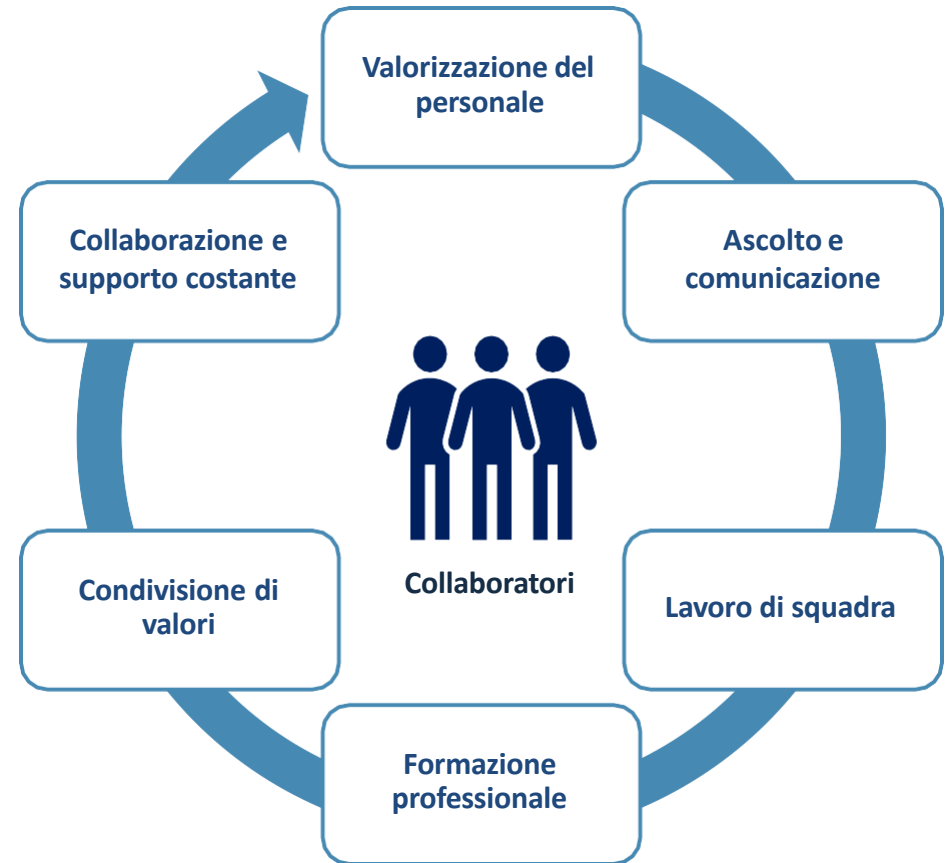 Valorizzazione del
personale
Ascolto e
comunicazione
Lavoro di squadra
Formazione
professionale
Condivisione di
valori
Collaborazione e
supporto costante
Collaboratori